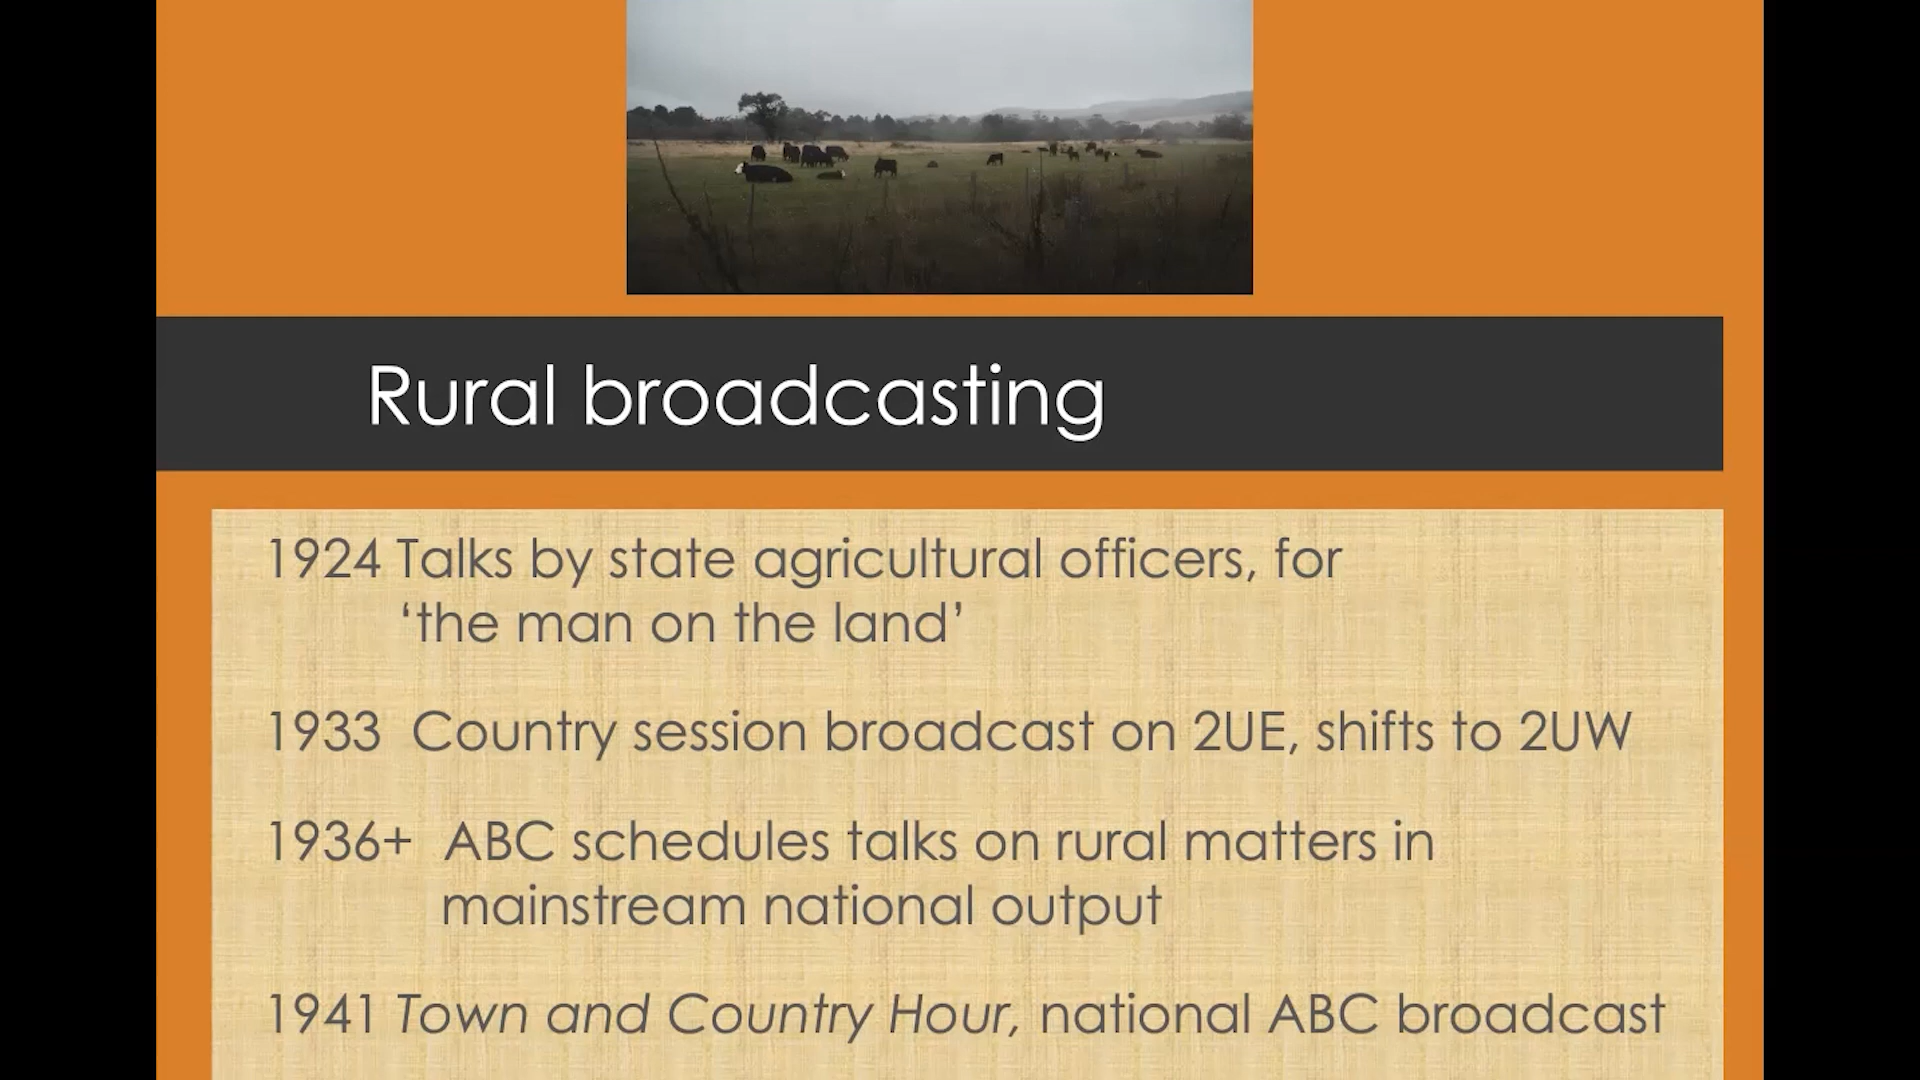 Rural broadcasting
1924 Talks by state agricultural officers, for
‘the man on the land’
1933 Country session broadcast on 2UE, shifts to 2UW
1936+ ABC schedules talks on rural matters in
mainstream national output
1941 Town and Country Hour, national ABC broadcast